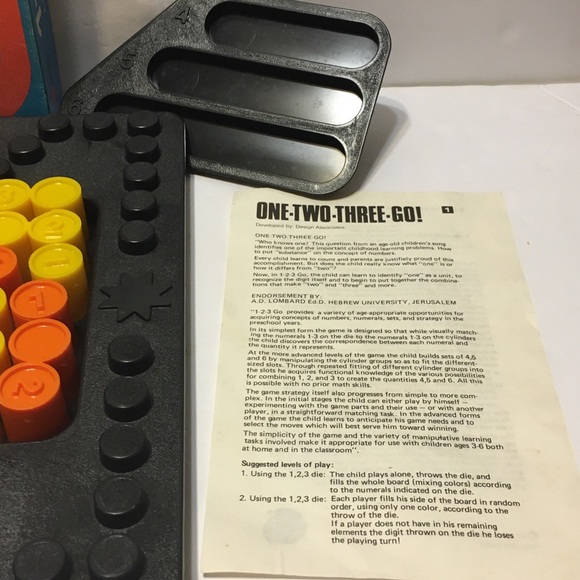 4
5
6
3
2
1
2
ONE·TWO·THREE·GO! 1
Developed by: Design Associates
ONE-TWO-THREE-GO!
"Who knows one? This question from an age old children's song
identifies one of the important childhood learning problems. How
to put "substance" on the concept of numbers.
Every child learns to count and parents are justifiably proud of this
accomplishment. But does the child really know what "one" is or
how it differs from "two"?
Now, in 1-2-3 Go, the child can learn to identify "one" as a unit, to
recognize the digit itself and to begin to put together the combina-
tions that make "two" and "three" and more.
ENDORSEMENT BY:
A.D. LOMBARD Ed.D. HEBREW UNIVERSITY, JERUSALEM
"1-2-3 Go provides a variety of age-appropriate opportunities for
acquiring concepts of numbers, numerals, sets, and strategy in the
preschool years.
In its simplest form the game is designed so that while visually match-
ing the numerals 1-3 on the die to the numerals 1-3 on the cylinders
the child discovers the correspondence between each numeral and
the quantity it represents.
At the more advanced levels of the game the child builds sets of 4,5
and 6 by manipulating the cylinder groups so as to fit the different-
sized slots. Through repeated fitting of different cylinder groups into
the slots he acquires functional knowledge of the various possibilities
for combining 1, 2, and 3 to create the quantities 4,5 and 6. All this
is possible with no prior math skills.
The game strategy itself also progresses from simple to more com-
plex. In the initial stages the child can either play by himself –
experimenting with the game parts and their use – or with another
player, in a straightforward matching task. In the advanced forms
of the game the child learns to anticipate his game needs and to
select the moves which will best serve him toward winning.
The simplicity of the game and the variety of manipulative learning
tasks involved make it appropriate for use with children ages 3-6 both
at home and in the classroom".
Suggested levels of play:
1. Using the 1,2,3 die: The child plays alone, throws the die, and
fills the whole board (mixing colors) according
to the numerals indicated on the die.
2. Using the 1,2,3 die: Each player fills his side of the board in random
order, using only one color, according to the
throw of the die.
If a player does not have in his remaining
elements the digit thrown on the die he loses
the playing turn!